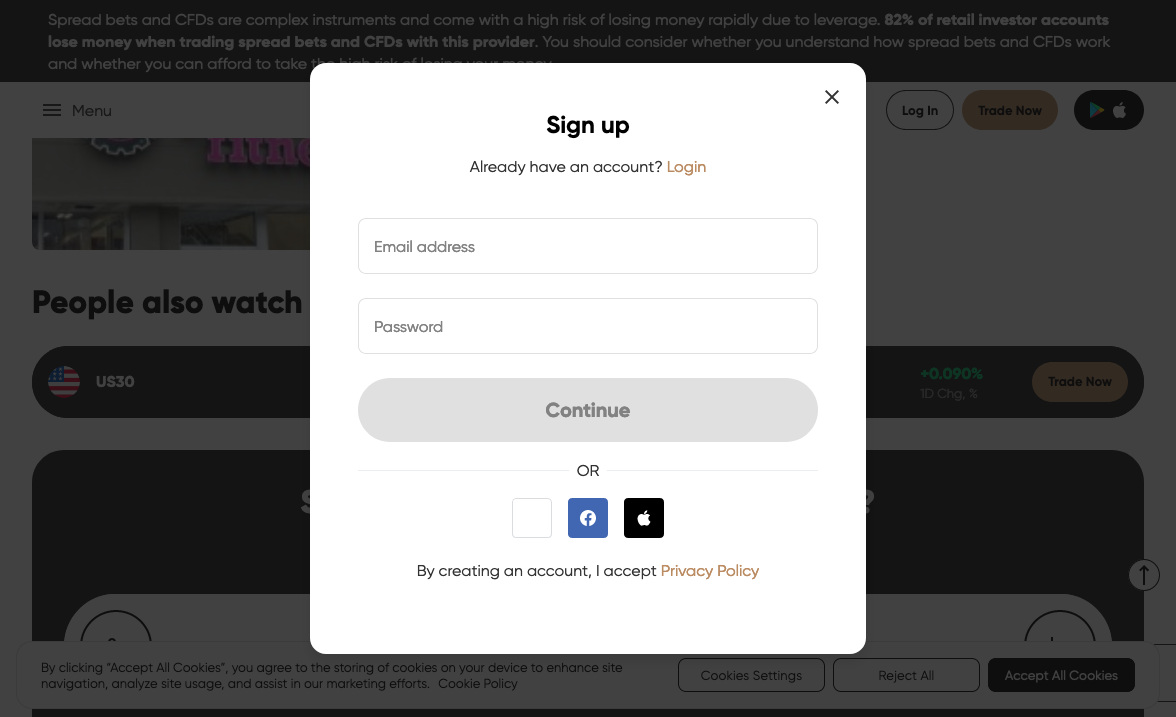 Spread bets and CFDs are complex instruments and come with a high risk of losing money rapidly due to leverage. 82% of retail investor accounts
lose money when trading spread bets and CFDs with this provider. You should consider whether you understand how spread bets and CFDs work
and whether you can afford to take the high risk of losing your money.
Menu
Log In
Trade Now
Sign up
Already have an account? Login
Email address
People also watch
Password
US30
+0.090%
1D Chg, %
Trade Now
Continue
OR
By creating an account, I accept Privacy Policy
By clicking “Accept All Cookies”, you agree to the storing of cookies on your device to enhance site
navigation, analyze site usage, and assist in our marketing efforts. Cookie Policy
Cookies Settings
Reject All
Accept All Cookies